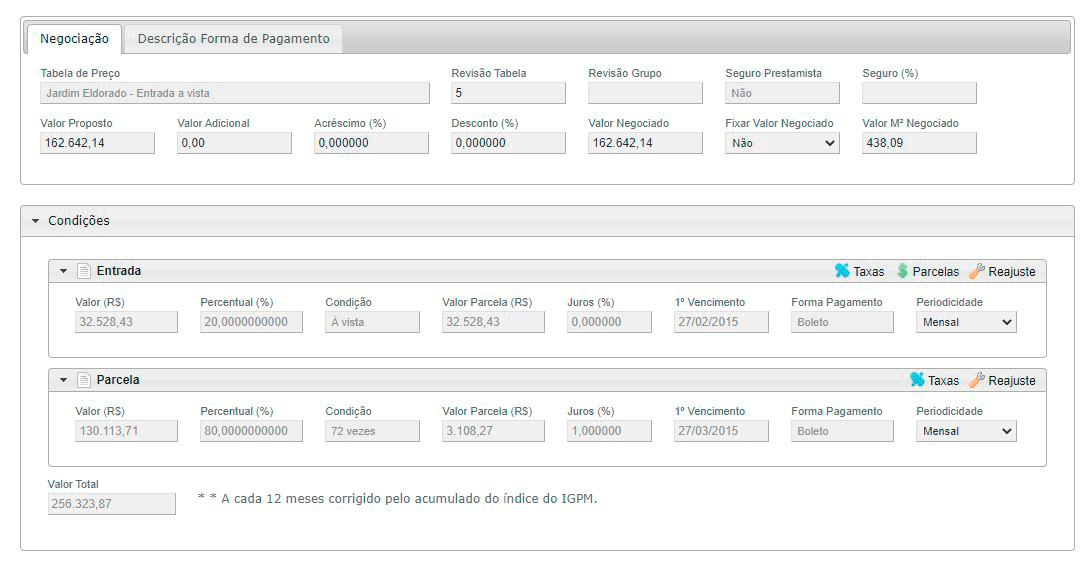 Negociação Descrição Forma de Pagamento
Tabela de Preço Revisão Tabela Revisão Grupo Seguro Prestamista Seguro (%)
Jardim Eldorado - Entrada a vista 5 Não
Valor Proposto Valor Adicional Acréscimo (%) Desconto (%) Valor Negociado Fixar Valor Negociado Valor M² Negociado
162.642,14 0,00 0,000000 0,000000 162.642,14 Não 438,09
Condições
Entrada Taxas Parcelas Reajuste
Valor (R$) Percentual (%) Condição Valor Parcela (R$) Juros (%) 1º Vencimento Forma Pagamento Periodicidade
32.528,43 20,0000000000 À vista 32.528,43 0,000000 27/02/2015 Boleto Mensal
Parcela Taxas Reajuste
Valor (R$) Percentual (%) Condição Valor Parcela (R$) Juros (%) 1º Vencimento Forma Pagamento Periodicidade
130.113,71 80,0000000000 72 vezes 3.108,27 1,000000 27/03/2015 Boleto Mensal
Valor Total
256.323,87 * * A cada 12 meses corrigido pelo acumulado do índice do IGPM.